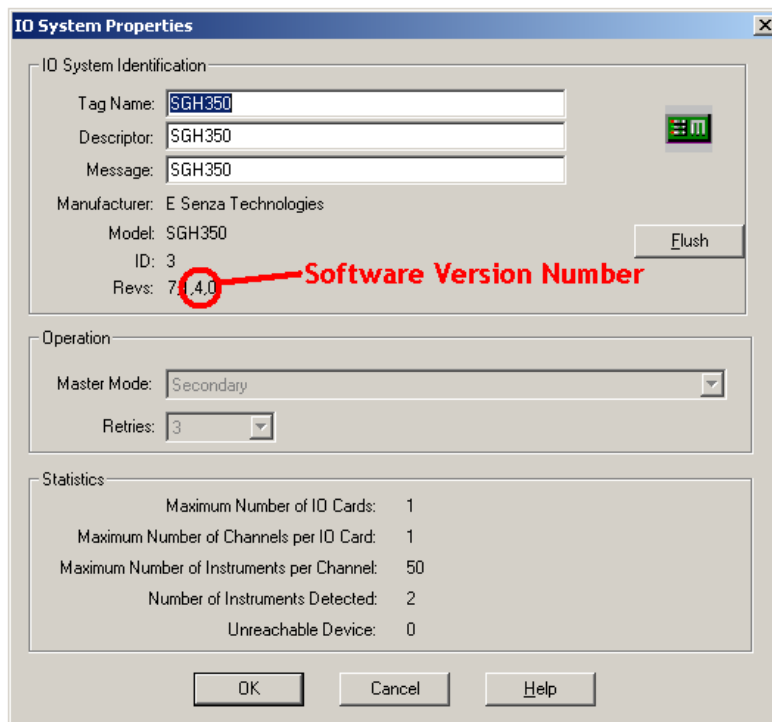 IO System Properties
IO System Identification
Tag Name: SGH350
Descriptor: SGH350
Message: SGH350
Manufacturer: E Senza Technologies
Model: SGH350
Flush
ID: 3
Software Version Number
Revs: 7,1,4,0
Operation
Master Mode: Secondary
Retries: 3
Statistics
Maximum Number of IO Cards: 1
Maximum Number of Channels per IO Card: 1
Maximum Number of Instruments per Channel: 50
Number of Instruments Detected: 2
Unreachable Device: 0
OK Cancel Help